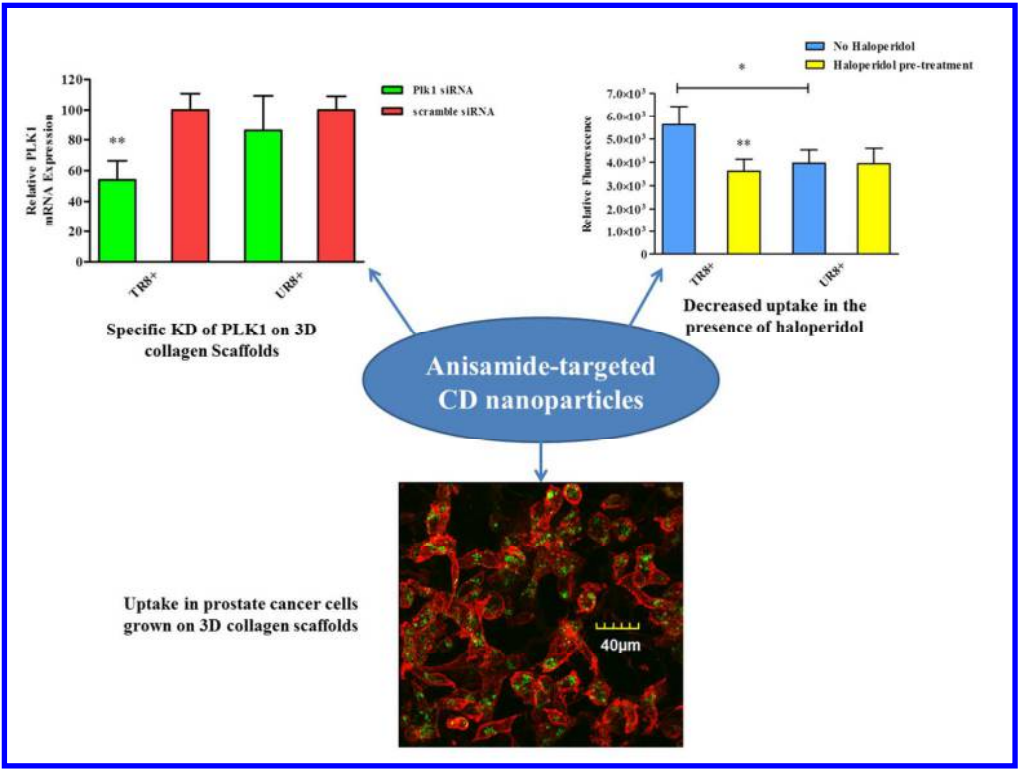 Relative PLK1
mRNA Expression
120
100
80
60
40
20
0
**
TR8+
UR8+
Plk1 siRNA
scramble siRNA
Specific KD of PLK1 on 3D
collagen Scaffolds
No Haloperidol
Haloperidol pre-treatment
Relative Fluorescence
7.0×10³
6.0×10³
5.0×10³
4.0×10³
3.0×10³
2.0×10³
1.0×10³
0
*
**
TR8+
UR8+
Decreased uptake in the
presence of haloperidol
Anisamide-targeted
CD nanoparticles
Uptake in prostate cancer cells
grown on 3D collagen scaffolds
40µm